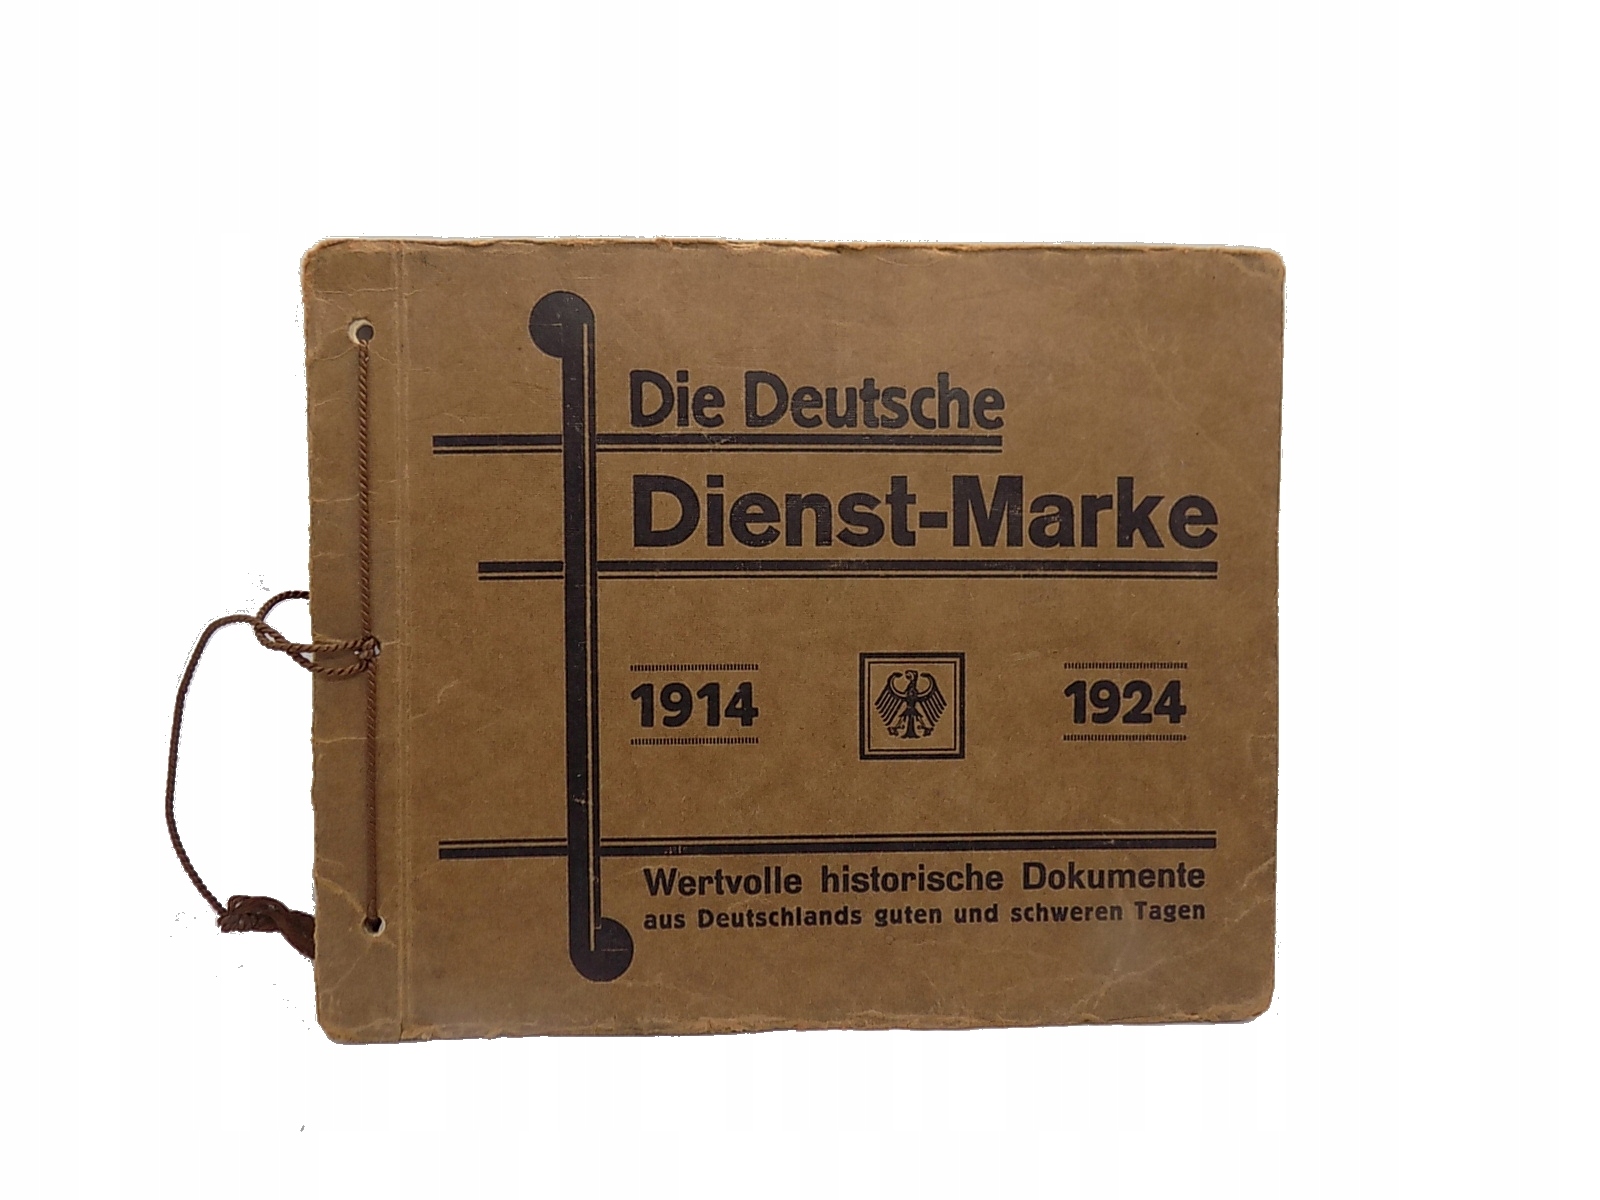 Die Deutsche
Dienst-Marke
1914 1924
Wertvolle historische Dokumente
aus Deutschlands guten und schweren Tagen